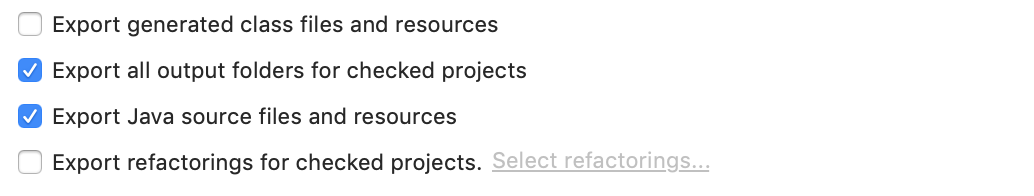 Export generated class files and resources
Export all output folders for checked projects
Export Java source files and resources
Export refactorings for checked projects. Select refactorings...